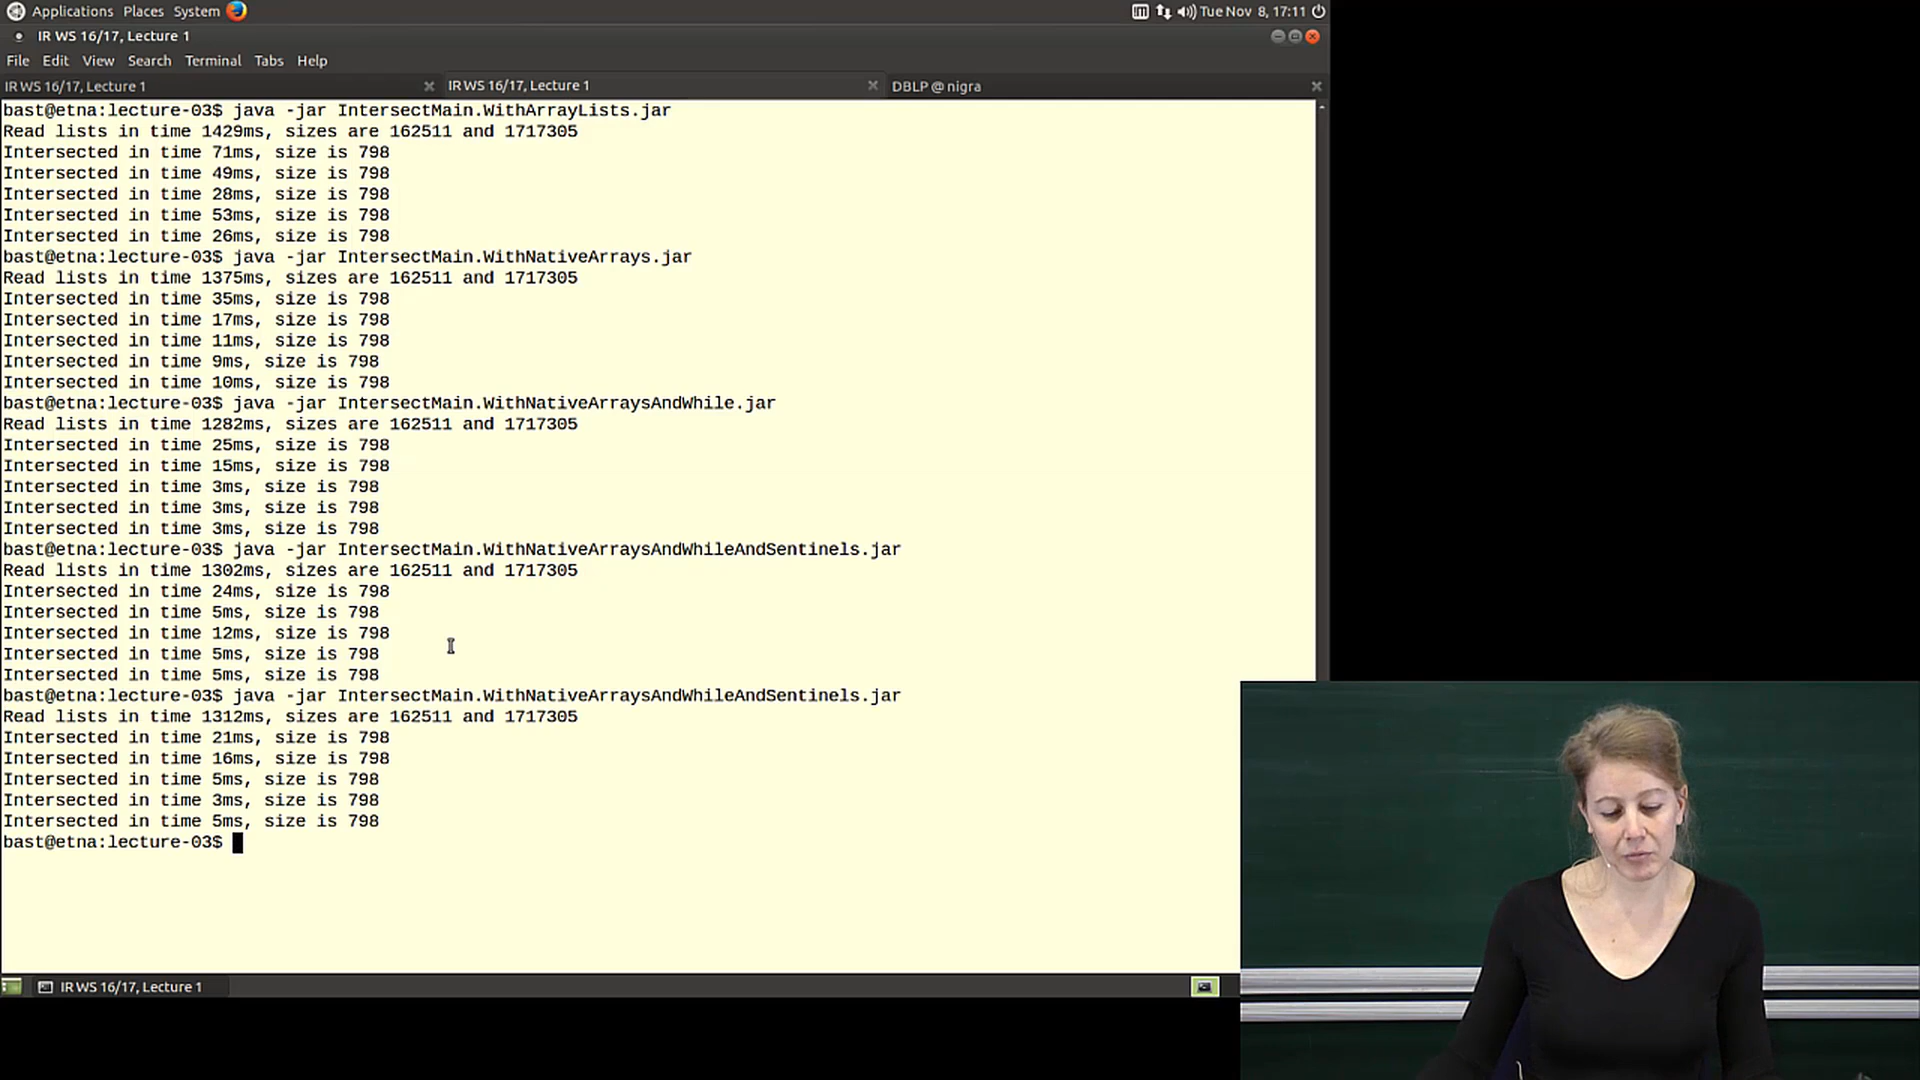 Applications Places System
Tue Nov 8, 17:11
IR WS 16/17, Lecture 1
File Edit View Search Terminal Tabs Help
IR WS 16/17, Lecture 1
IR WS 16/17, Lecture 1
DBLP @ nigra
bast@etna:lecture-03$ java -jar IntersectMain.WithArrayLists.jar
Read lists in time 1429ms, sizes are 162511 and 1717305
Intersected in time 71ms, size is 798
Intersected in time 49ms, size is 798
Intersected in time 28ms, size is 798
Intersected in time 53ms, size is 798
Intersected in time 26ms, size is 798
bast@etna:lecture-03$ java -jar IntersectMain.WithNativeArrays.jar
Read lists in time 1375ms, sizes are 162511 and 1717305
Intersected in time 35ms, size is 798
Intersected in time 17ms, size is 798
Intersected in time 11ms, size is 798
Intersected in time 9ms, size is 798
Intersected in time 10ms, size is 798
bast@etna:lecture-03$ java -jar IntersectMain.WithNativeArraysAndWhile.jar
Read lists in time 1282ms, sizes are 162511 and 1717305
Intersected in time 25ms, size is 798
Intersected in time 15ms, size is 798
Intersected in time 3ms, size is 798
Intersected in time 3ms, size is 798
Intersected in time 3ms, size is 798
bast@etna:lecture-03$ java -jar IntersectMain.WithNativeArraysAndWhileAndSentinels.jar
Read lists in time 1302ms, sizes are 162511 and 1717305
Intersected in time 24ms, size is 798
Intersected in time 5ms, size is 798
Intersected in time 12ms, size is 798
Intersected in time 5ms, size is 798
Intersected in time 5ms, size is 798
bast@etna:lecture-03$ java -jar IntersectMain.WithNativeArraysAndWhileAndSentinels.jar
Read lists in time 1312ms, sizes are 162511 and 1717305
Intersected in time 21ms, size is 798
Intersected in time 16ms, size is 798
Intersected in time 5ms, size is 798
Intersected in time 3ms, size is 798
Intersected in time 5ms, size is 798
bast@etna:lecture-03$
IR WS 16/17, Lecture 1